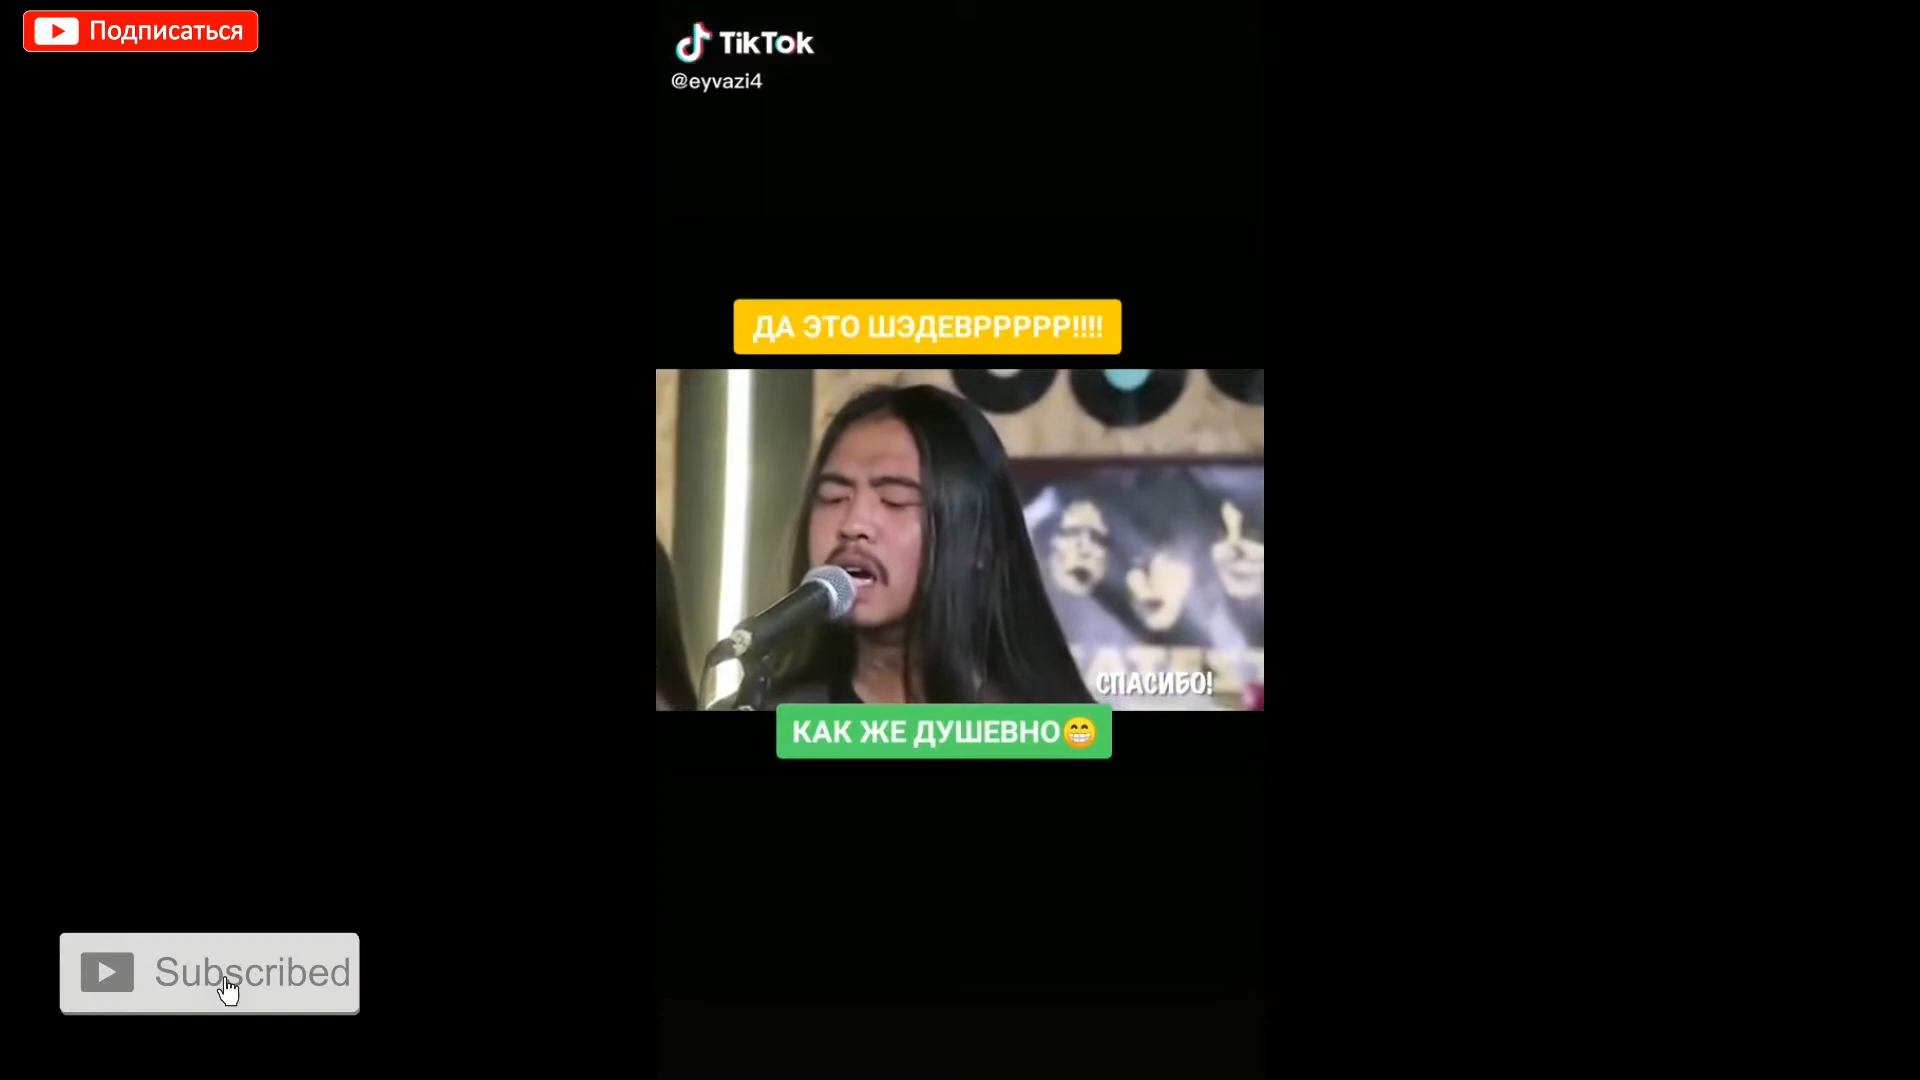 Подписаться
TikTok
@eyvazi4
ДА ЭТО ШЭДЕВРРРРР!!!!
СПАСИБО!
КАК ЖЕ ДУШЕВНО😁
Subscribed